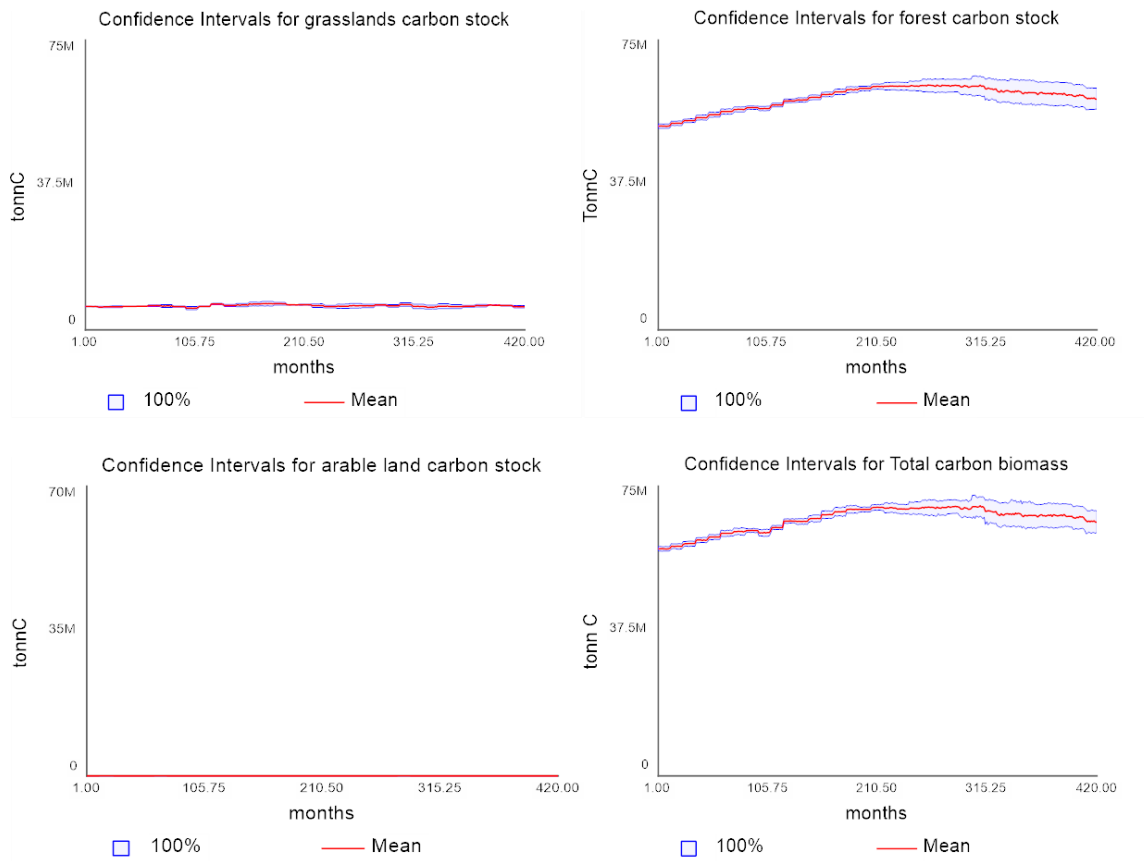 Confidence Intervals for grasslands carbon stock
75M
37.5M
0
tonnC
1.00 105.75 210.50 315.25 420.00
months
100% Mean
Confidence Intervals for forest carbon stock
75M
37.5M
0
TonnC
1.00 105.75 210.50 315.25 420.00
months
100% Mean
Confidence Intervals for arable land carbon stock
70M
35M
0
tonnC
1.00 105.75 210.50 315.25 420.00
months
100% Mean
Confidence Intervals for Total carbon biomass
75M
37.5M
0
tonn C
1.00 105.75 210.50 315.25 420.00
months
100% Mean